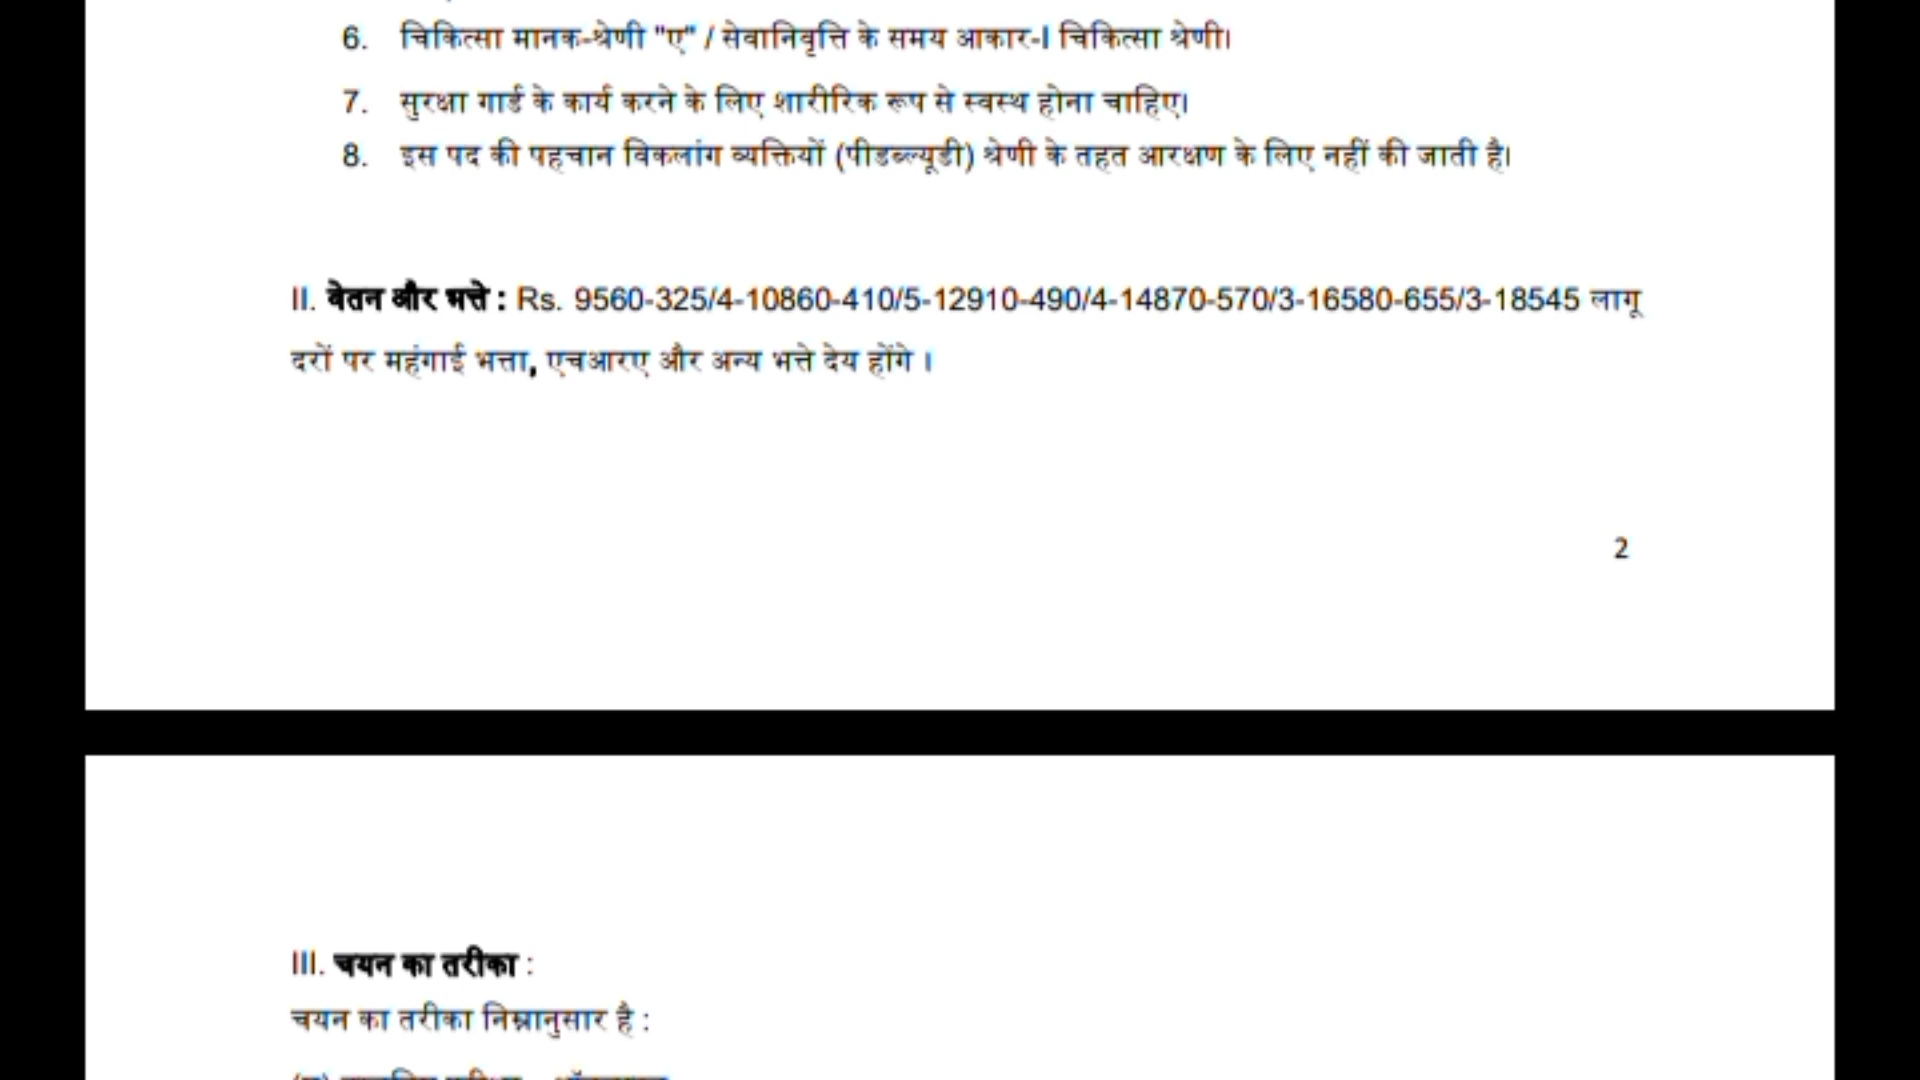 6. चिकित्सा मानक-श्रेणी "ए" / सेवानिवृत्ति के समय आकार-I चिकित्सा श्रेणी।
7. सुरक्षा गार्ड के कार्य करने के लिए शारीरिक रूप से स्वस्थ होना चाहिए।
8. इस पद की पहचान विकलांग व्यक्तियों (पीडब्ल्यूडी) श्रेणी के तहत आरक्षण के लिए नहीं की जाती है।
II. वेतन और भत्ते : Rs. 9560-325/4-10860-410/5-12910-490/4-14870-570/3-16580-655/3-18545 लागू
दरों पर महंगाई भत्ता, एचआरए और अन्य भत्ते देय होंगे ।
2
III. चयन का तरीका :
चयन का तरीका निम्नानुसार है :